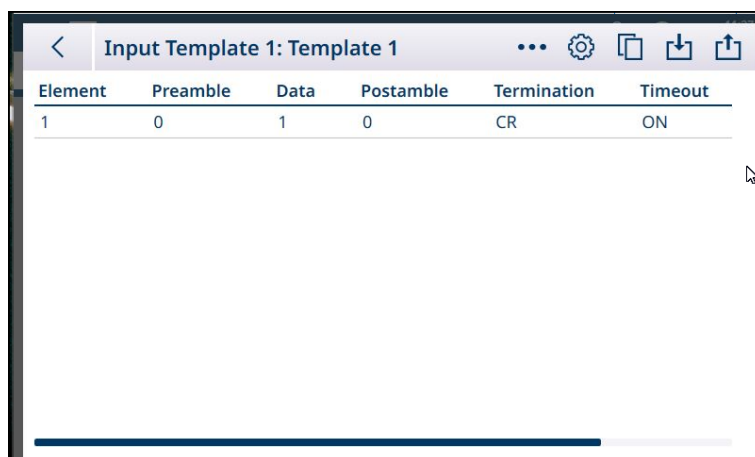 Input Template 1: Template 1
Element Preamble Data Postamble Termination Timeout
1 0 1 0 CR ON